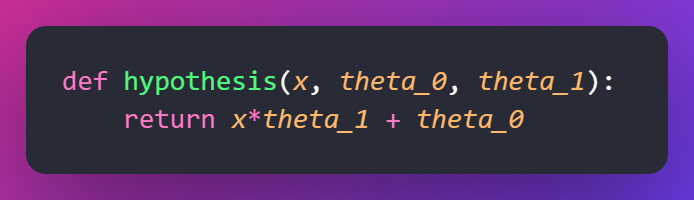 def hypothesis(x, theta_0, theta_1):
    return x*theta_1 + theta_0